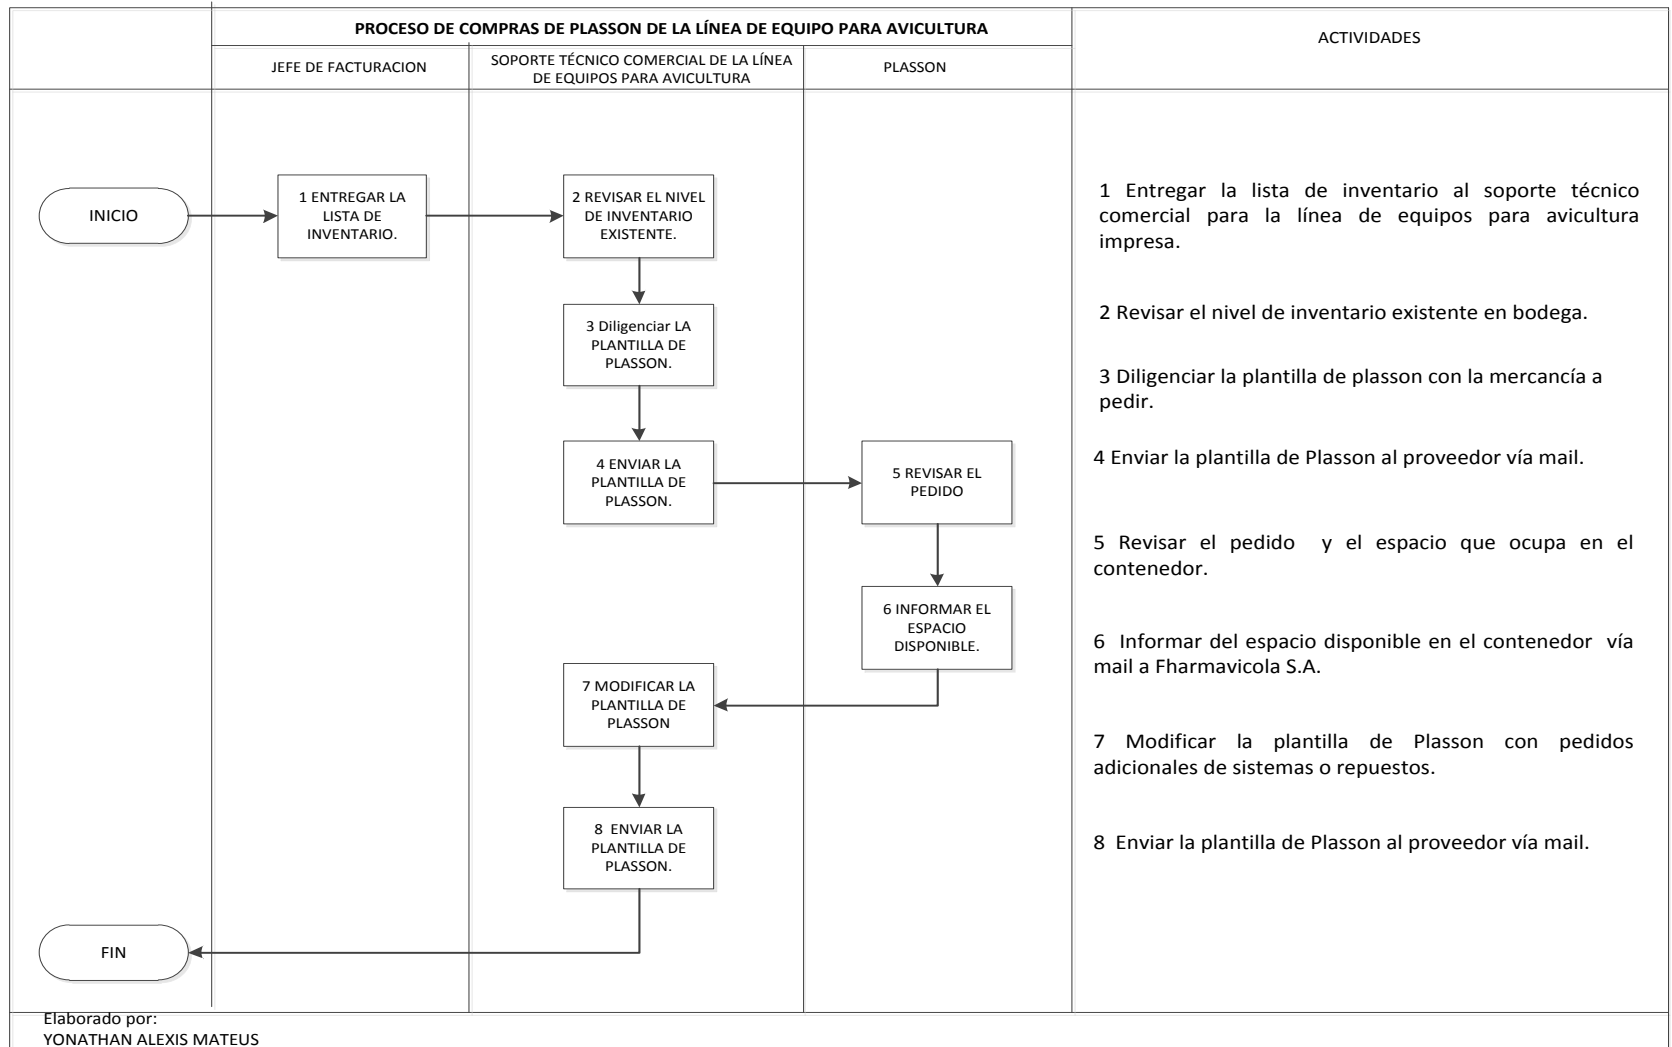 PROCESO DE COMPRAS DE PLASSON DE LA LÍNEA DE EQUIPO PARA AVICULTURA
ACTIVIDADES
JEFE DE FACTURACION
SOPORTE TÉCNICO COMERCIAL DE LA LÍNEA
DE EQUIPOS PARA AVICULTURA
PLASSON
INICIO
1 ENTREGAR LA
LISTA DE
INVENTARIO.
2 REVISAR EL NIVEL
DE INVENTARIO
EXISTENTE.
3 Diligenciar LA
PLANTILLA DE
PLASSON.
4 ENVIAR LA
PLANTILLA DE
PLASSON.
5 REVISAR EL
PEDIDO
6 INFORMAR EL
ESPACIO
DISPONIBLE.
7 MODIFICAR LA
PLANTILLA DE
PLASSON
8 ENVIAR LA
PLANTILLA DE
PLASSON.
FIN
1 Entregar la lista de inventario al soporte técnico
comercial para la línea de equipos para avicultura
impresa.
2 Revisar el nivel de inventario existente en bodega.
3 Diligenciar la plantilla de plasson con la mercancía a
pedir.
4 Enviar la plantilla de Plasson al proveedor vía mail.
5 Revisar el pedido y el espacio que ocupa en el
contenedor.
6 Informar del espacio disponible en el contenedor vía
mail a Fharmavicola S.A.
7 Modificar la plantilla de Plasson con pedidos
adicionales de sistemas o repuestos.
8 Enviar la plantilla de Plasson al proveedor vía mail.
Elaborado por:
YONATHAN ALEXIS MATEUS